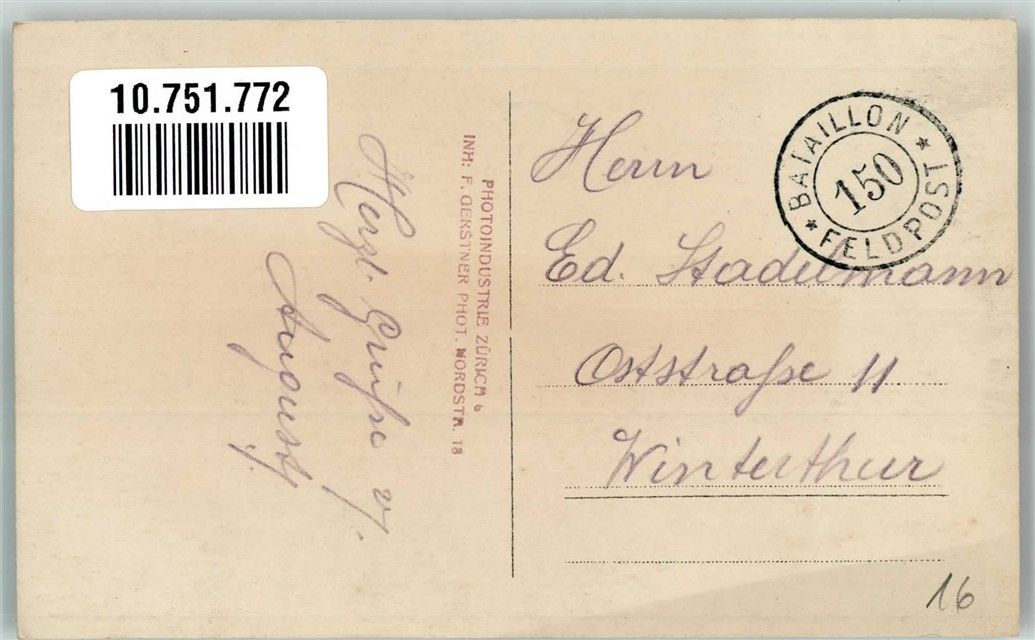 10.751.772
Herzl. Grüße v.
August.
PHOTOINDUSTRIE ZÜRICH 6
INH: F. GERSTNER PHOT. NORDSTR. 18
* BATAILLON *
150
FELDPOST
Herrn
Ed. Stadelmann
Oststraße 11
Winterthur
16